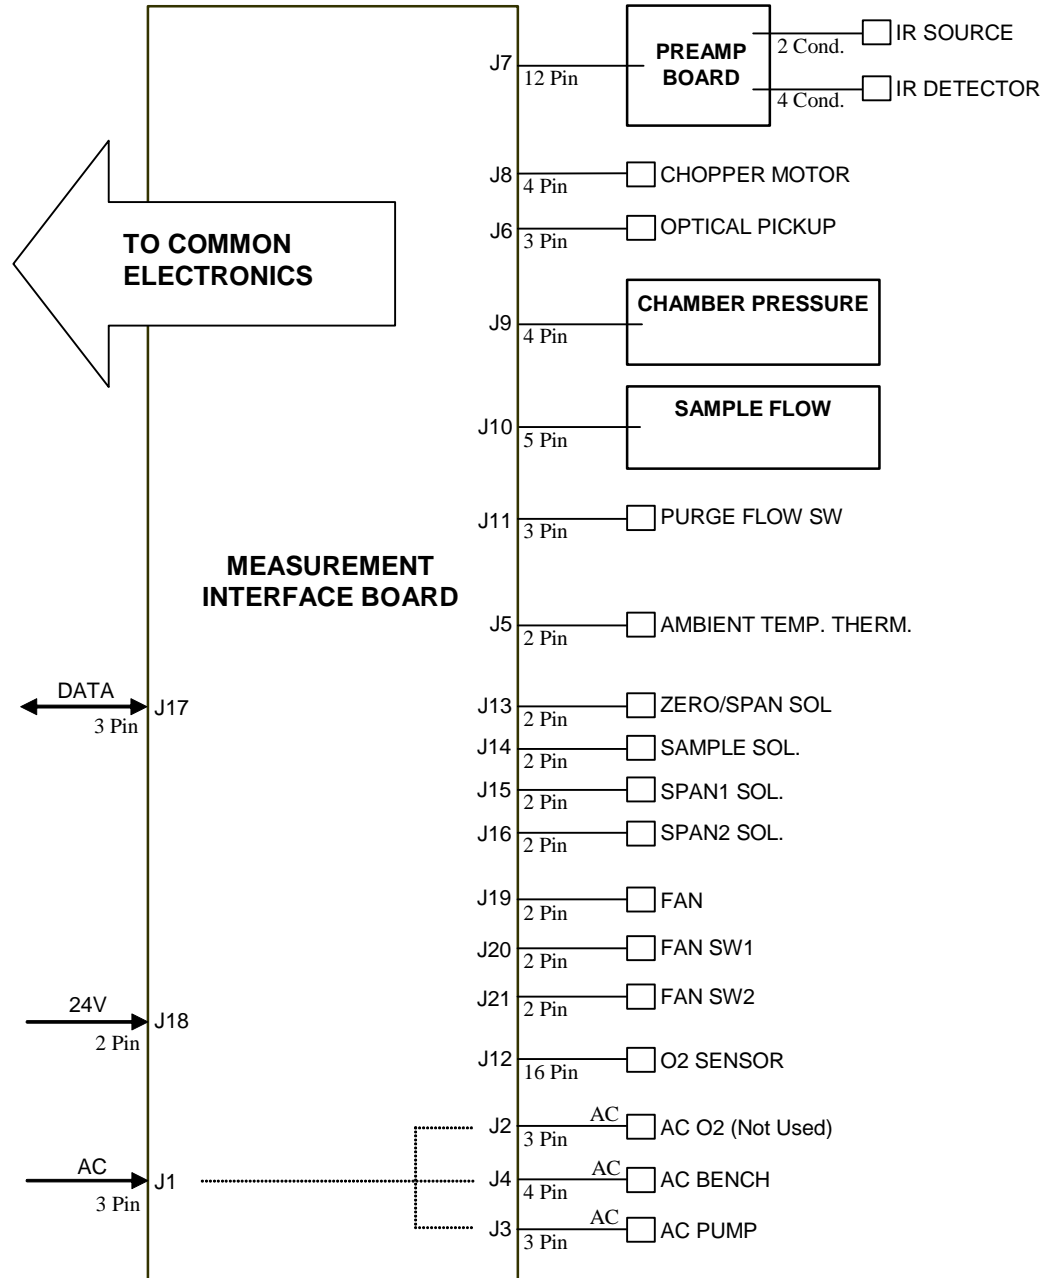 J7
12 Pin
PREAMP
BOARD
2 Cond.
IR SOURCE
4 Cond.
IR DETECTOR
J8
4 Pin
CHOPPER MOTOR
J6
3 Pin
OPTICAL PICKUP
TO COMMON
ELECTRONICS
J9
4 Pin
CHAMBER PRESSURE
J10
5 Pin
SAMPLE FLOW
J11
3 Pin
PURGE FLOW SW
MEASUREMENT
INTERFACE BOARD
J5
2 Pin
AMBIENT TEMP. THERM.
DATA
3 Pin
J17
J13
2 Pin
ZERO/SPAN SOL
J14
2 Pin
SAMPLE SOL.
J15
2 Pin
SPAN1 SOL.
J16
2 Pin
SPAN2 SOL.
J19
2 Pin
FAN
J20
2 Pin
FAN SW1
J21
2 Pin
FAN SW2
24V
2 Pin
J18
J12
16 Pin
O2 SENSOR
J2
3 Pin
AC
AC O2 (Not Used)
AC
3 Pin
J1
J4
4 Pin
AC
AC BENCH
J3
3 Pin
AC
AC PUMP